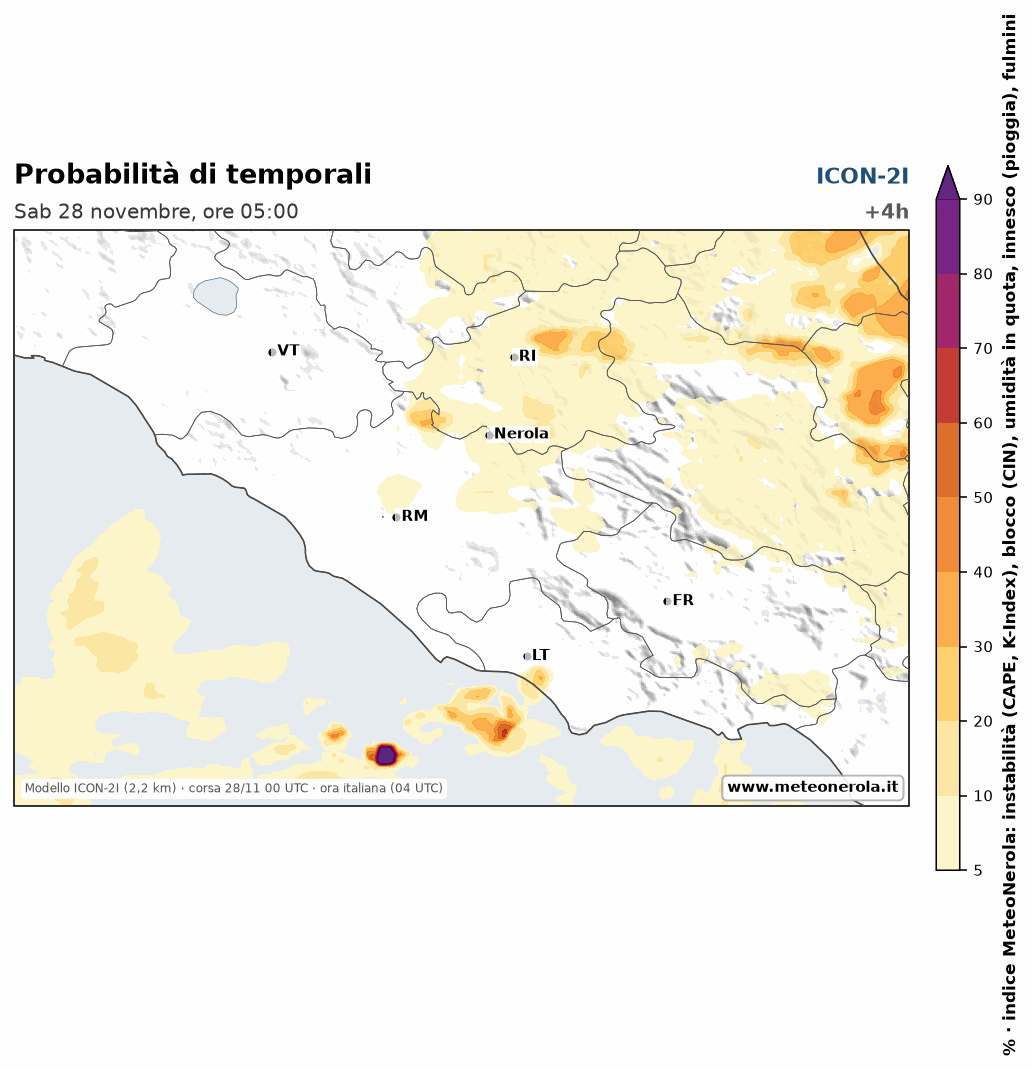 Probabilità di temporali
ICON-2I
Sab 28 novembre, ore 05:00
+4h
VT
RI
Nerola
RM
FR
LT
Modello ICON-2I (2,2 km) · corsa 28/11 00 UTC · ora italiana (04 UTC)
www.meteonerola.it
90
80
70
60
50
40
30
20
10
5
% · indice MeteoNerola: instabilità (CAPE, K-Index), blocco (CIN), umidità in quota, innesco (pioggia), fulmini